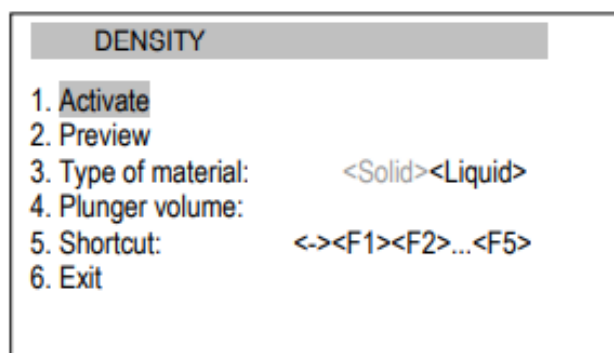 DENSITY
1. Activate
2. Preview
3. Type of material: <Solid><Liquid>
4. Plunger volume:
5. Shortcut: <-><F1><F2>...<F5>
6. Exit